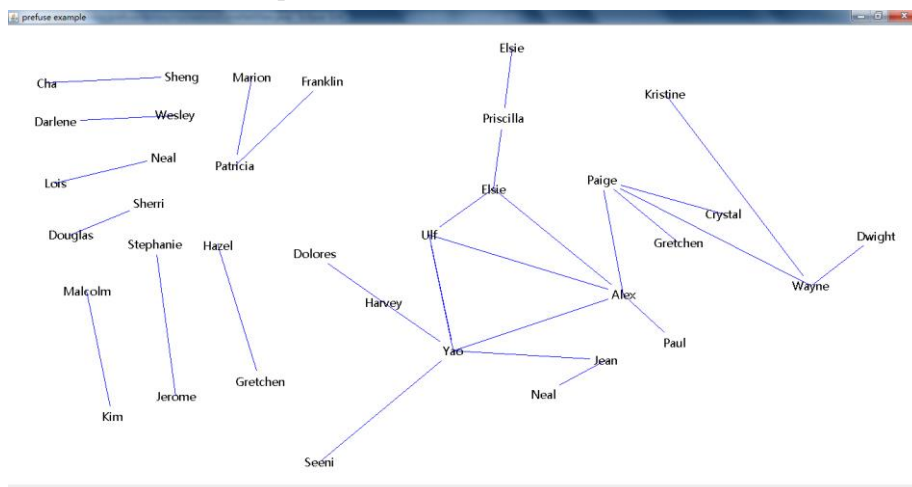 prefuse example
Elsie
Cha
Sheng
Marion
Franklin
Kristine
Darlene
Wesley
Priscilla
Lois
Neal
Patricia
Elsie
Paige
Douglas
Sherri
Crystal
Stephanie
Hazel
Ulf
Gretchen
Dwight
Dolores
Malcolm
Harvey
Alex
Wayne
Yao
Paul
Jean
Kim
Jerome
Gretchen
Neal
Seeni